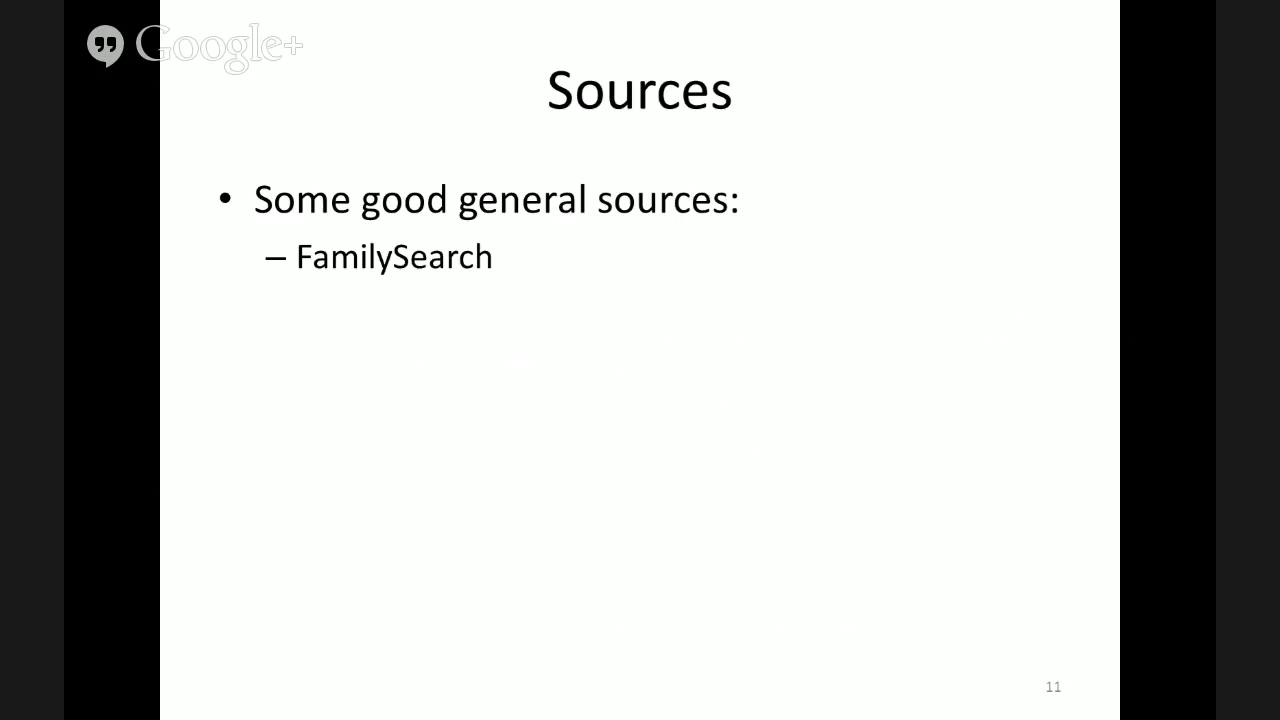 Google+
Sources
• Some good general sources:
– FamilySearch
11